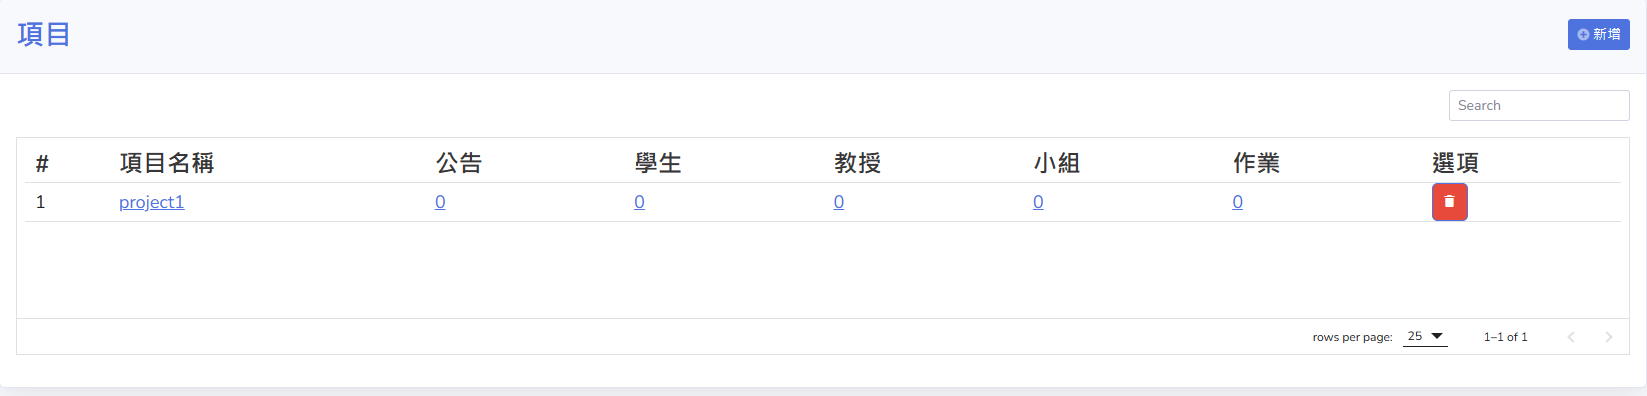 項目
新增
Search
# 項目名稱 公告 學生 教授 小組 作業 選項
1 project1 0 0 0 0 0
rows per page: 25 1–1 of 1